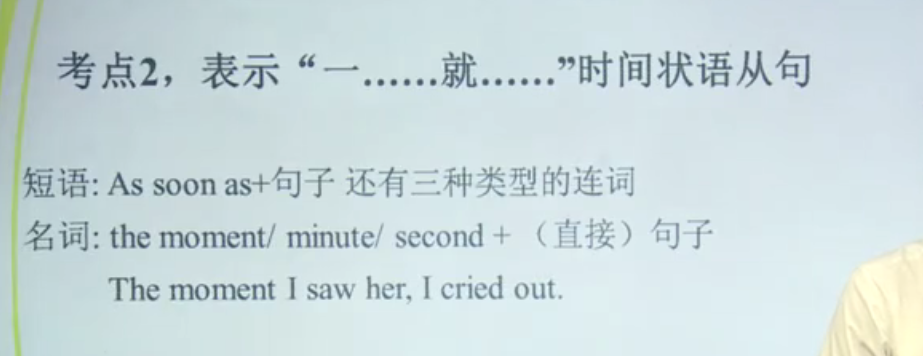 考点2，表示“一……就……”时间状语从句
短语: As soon as+句子 还有三种类型的连词
名词: the moment/ minute/ second + （直接）句子
The moment I saw her, I cried out.